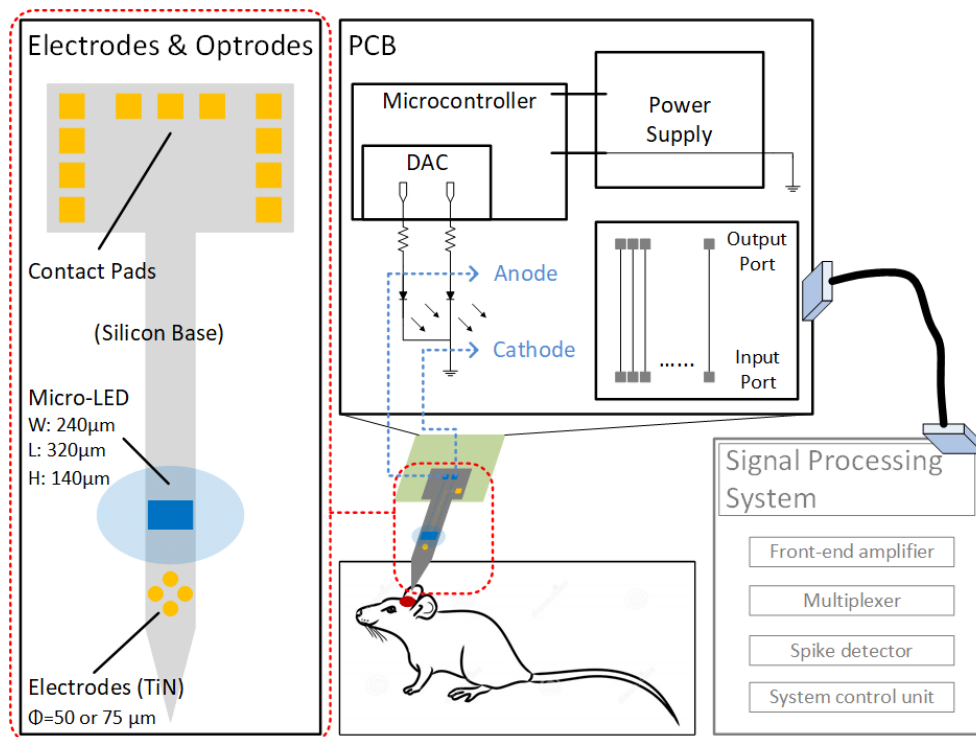 Electrodes & Optrodes
Contact Pads
(Silicon Base)
Micro-LED
W: 240μm
L: 320μm
H: 140μm
Electrodes (TiN)
Φ=50 or 75 μm
PCB
Microcontroller
DAC
Power
Supply
Anode
Cathode
Output
Port
......
Input
Port
Signal Processing
System
Front-end amplifier
Multiplexer
Spike detector
System control unit